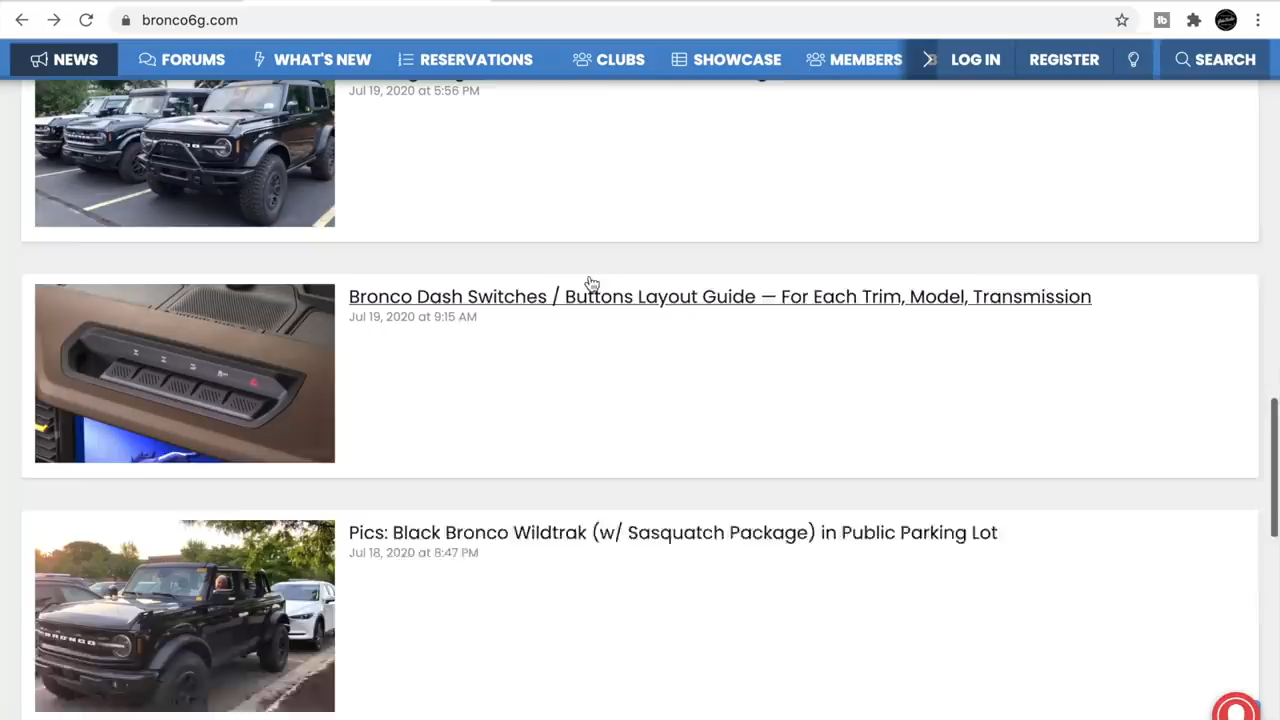 bronco6g.com
NEWS FORUMS WHAT'S NEW RESERVATIONS CLUBS SHOWCASE MEMBERS LOG IN REGISTER SEARCH
Jul 19, 2020 at 5:56 PM
Bronco Dash Switches / Buttons Layout Guide — For Each Trim, Model, Transmission
Jul 19, 2020 at 9:15 AM
Pics: Black Bronco Wildtrak (w/ Sasquatch Package) in Public Parking Lot
Jul 18, 2020 at 8:47 PM
BRONCO